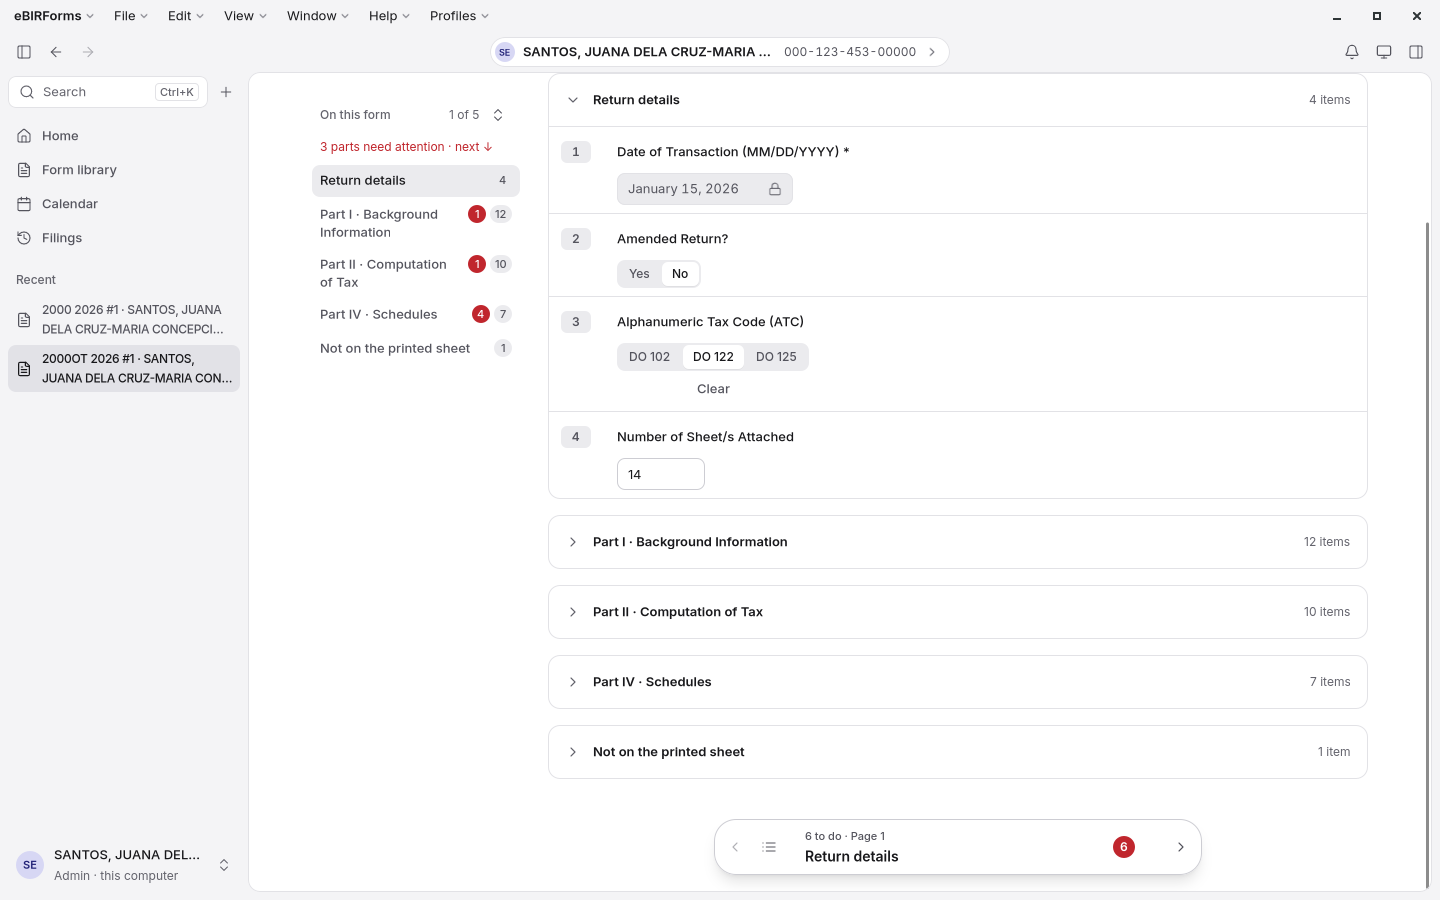 eBIRForms File Edit View Window Help Profiles
SE SANTOS, JUANA DELA CRUZ-MARIA ... 000-123-453-00000
Search Ctrl+K
Home
Form library
Calendar
Filings
Recent
2000 2026 #1 · SANTOS, JUANA
DELA CRUZ-MARIA CONCEPCI...
2000OT 2026 #1 · SANTOS,
JUANA DELA CRUZ-MARIA CON...
SE
SANTOS, JUANA DEL...
Admin · this computer
On this form 1 of 5
3 parts need attention · next ↓
Return details 4
Part I · Background
Information
1 12
Part II · Computation
of Tax
1 10
Part IV · Schedules 4 7
Not on the printed sheet 1
Return details 4 items
1 Date of Transaction (MM/DD/YYYY) *
January 15, 2026
2 Amended Return?
Yes No
3 Alphanumeric Tax Code (ATC)
DO 102 DO 122 DO 125
Clear
4 Number of Sheet/s Attached
14
Part I · Background Information 12 items
Part II · Computation of Tax 10 items
Part IV · Schedules 7 items
Not on the printed sheet 1 item
6 to do · Page 1
Return details
6